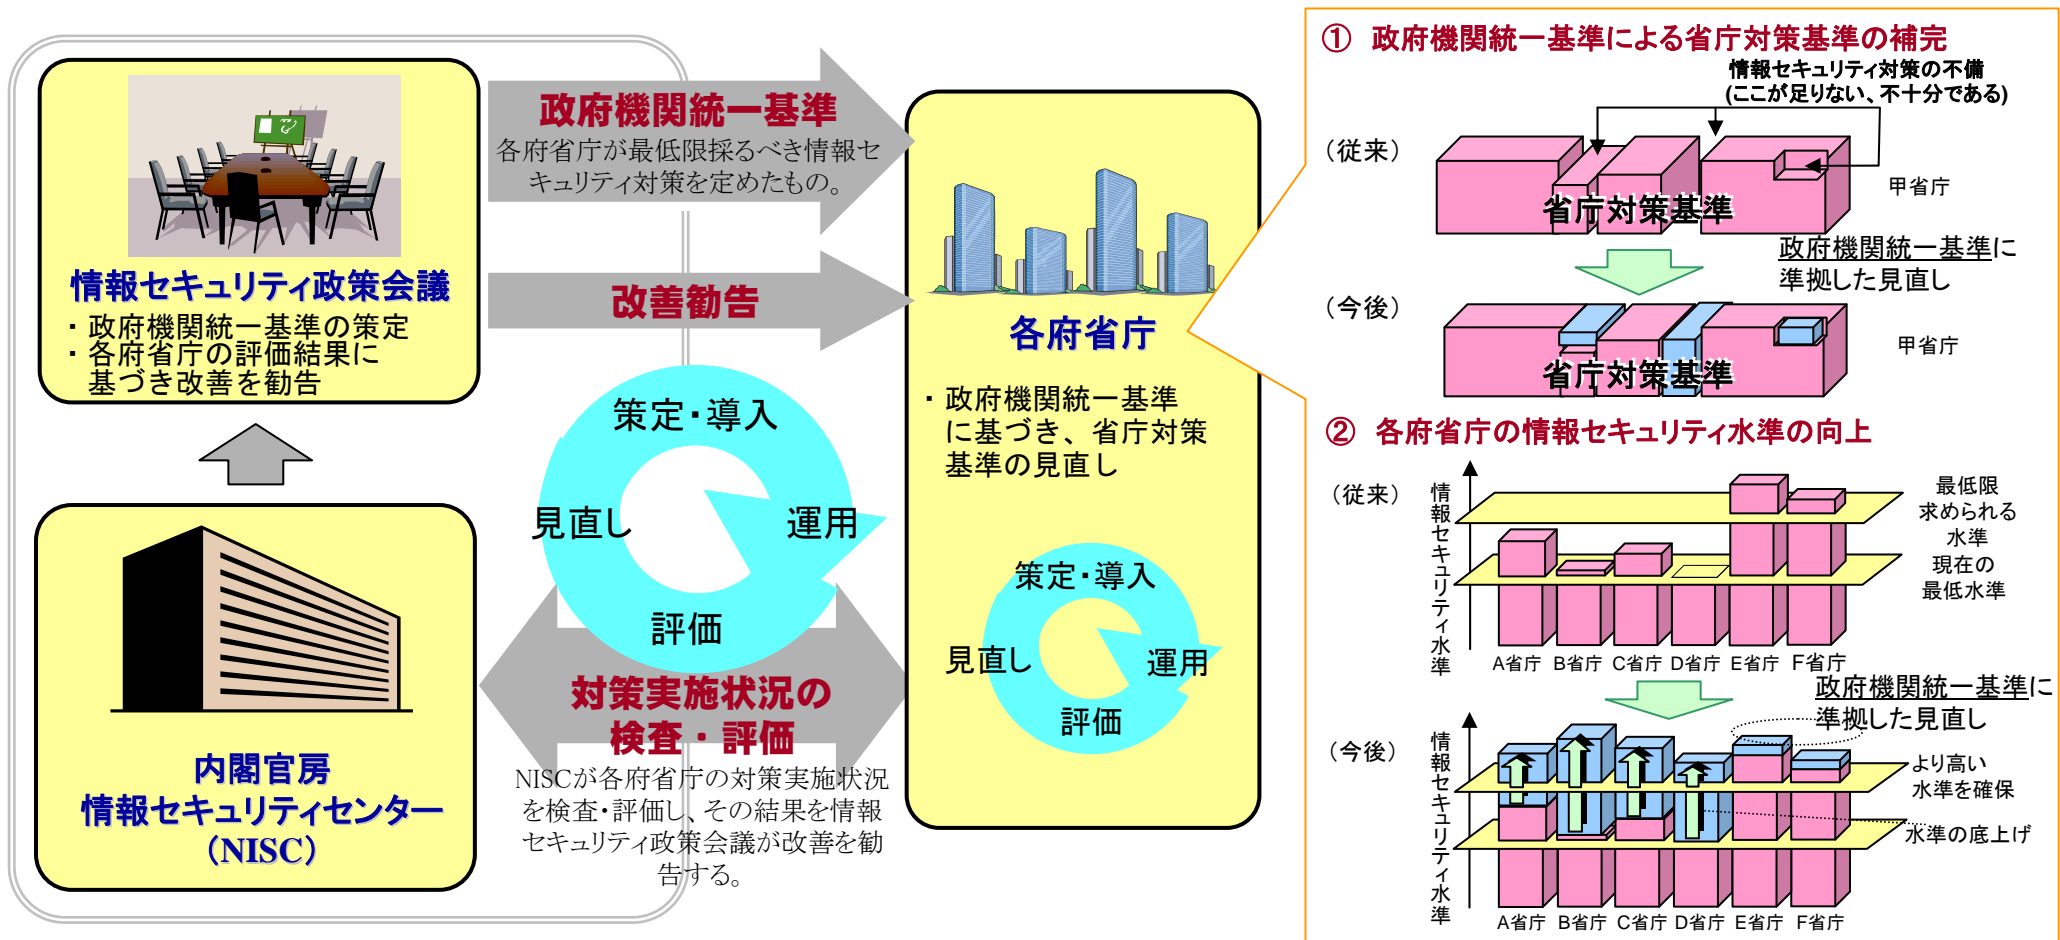 情報セキュリティ政策会議
・政府機関統一基準の策定
・各府省庁の評価結果に
基づき改善を勧告
内閣官房
情報セキュリティセンター
（NISC）
政府機関統一基準
各府省庁が最低限採るべき情報セ
キュリティ対策を定めたもの。
改善勧告
策定・導入
見直し
運用
評価
対策実施状況の
検査・評価
NISCが各府省庁の対策実施状況
を検査・評価し、その結果を情報
セキュリティ政策会議が改善を勧
告する。
各府省庁
・政府機関統一基準
に基づき、省庁対策
基準の見直し
策定・導入
見直し
運用
評価
① 政府機関統一基準による省庁対策基準の補完
情報セキュリティ対策の不備
(ここが足りない、不十分である)
（従来）
省庁対策基準
甲省庁
政府機関統一基準に
準拠した見直し
（今後）
省庁対策基準
甲省庁
② 各府省庁の情報セキュリティ水準の向上
（従来）
情報セキュリティ水準
最低限
求められる
水準
現在の
最低水準
A省庁 B省庁 C省庁 D省庁 E省庁 F省庁
政府機関統一基準に
準拠した見直し
（今後）
情報セキュリティ水準
より高い
水準を確保
水準の底上げ
A省庁 B省庁 C省庁 D省庁 E省庁 F省庁